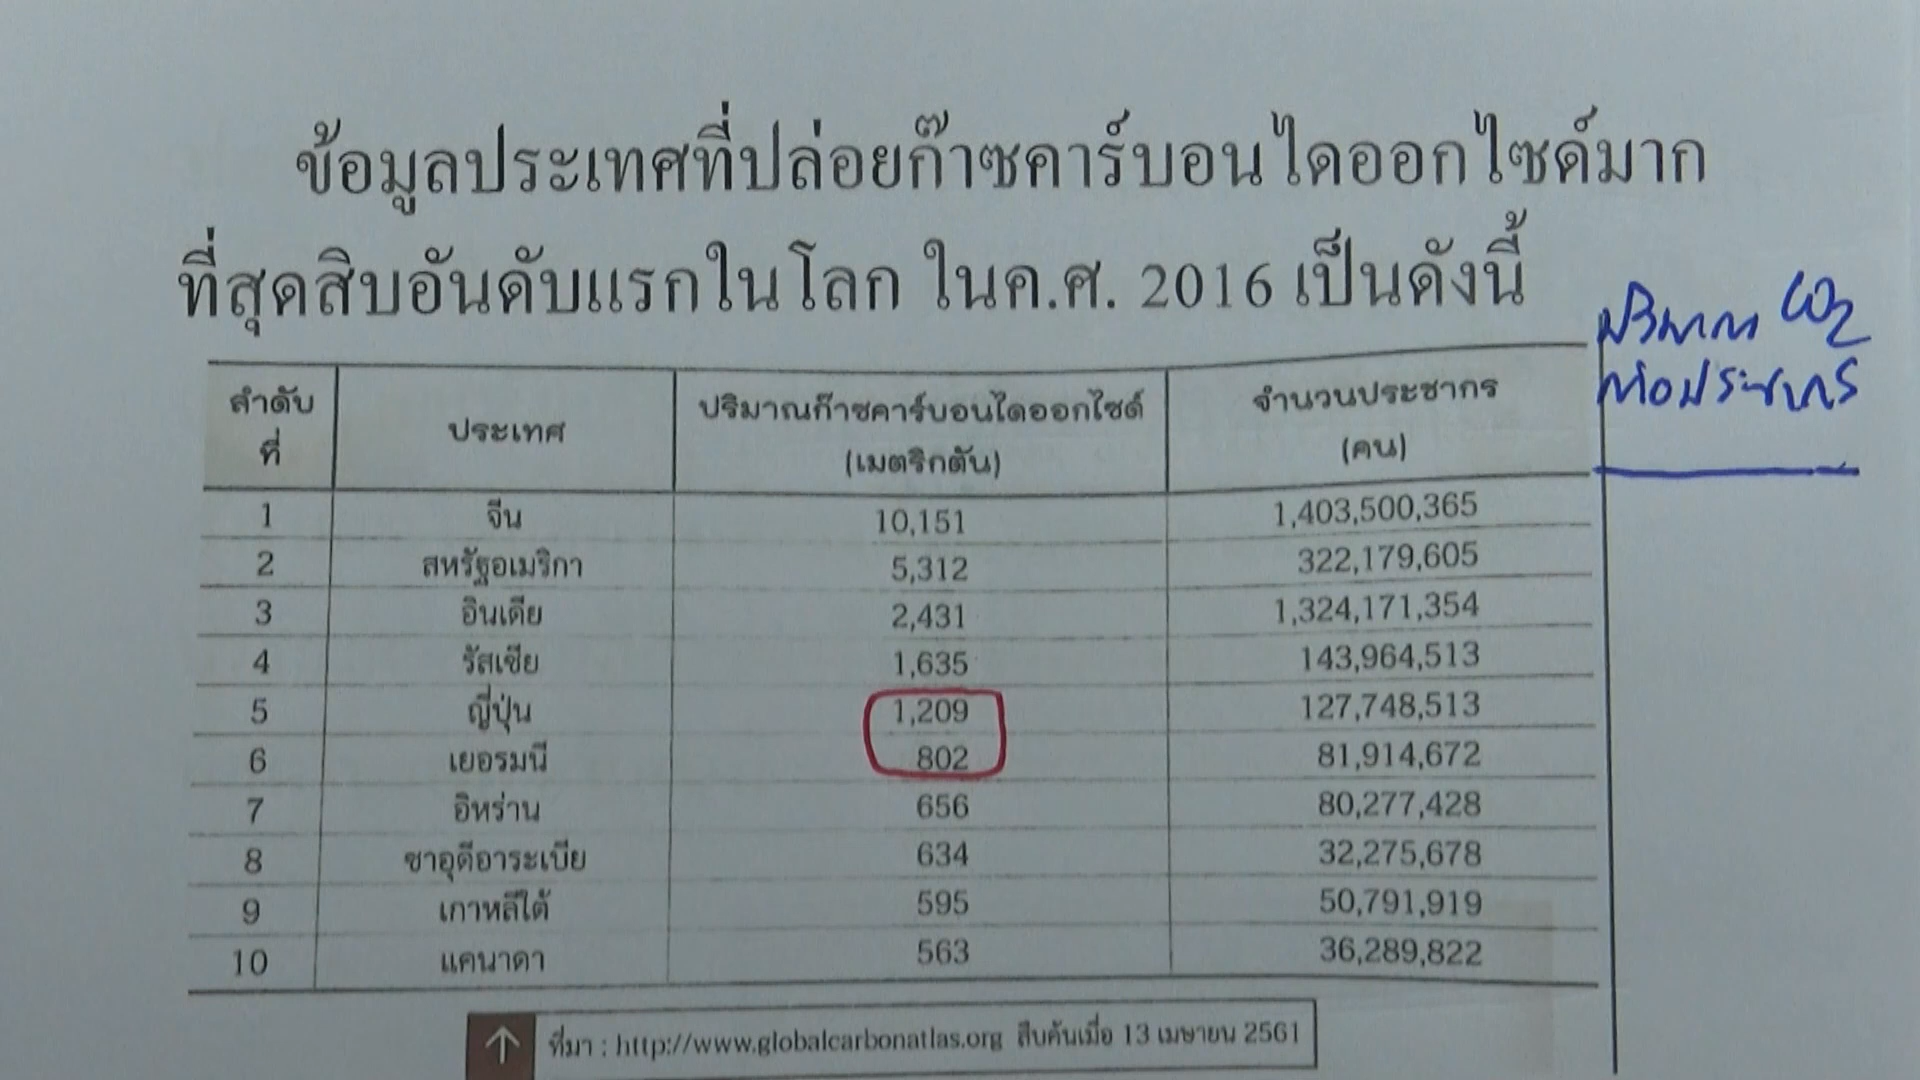 ข้อมูลประเทศที่ปล่อยก๊าซคาร์บอนไดออกไซด์มาก
ที่สุดสิบอันดับแรกในโลก ในค.ศ. 2016 เป็นดังนี้
ปริมาณ CO2
ต่อประชากร
ลำดับที่ ประเทศ ปริมาณก๊าซคาร์บอนไดออกไซด์ (เมตริกตัน) จำนวนประชากร (คน)
1 จีน 10,151 1,403,500,365
2 สหรัฐอเมริกา 5,312 322,179,605
3 อินเดีย 2,431 1,324,171,354
4 รัสเซีย 1,635 143,964,513
5 ญี่ปุ่น 1,209 127,748,513
6 เยอรมนี 802 81,914,672
7 อิหร่าน 656 80,277,428
8 ซาอุดีอาระเบีย 634 32,275,678
9 เกาหลีใต้ 595 50,791,919
10 แคนาดา 563 36,289,822
ที่มา : http://www.globalcarbonatlas.org สืบค้นเมื่อ 13 เมษายน 2561